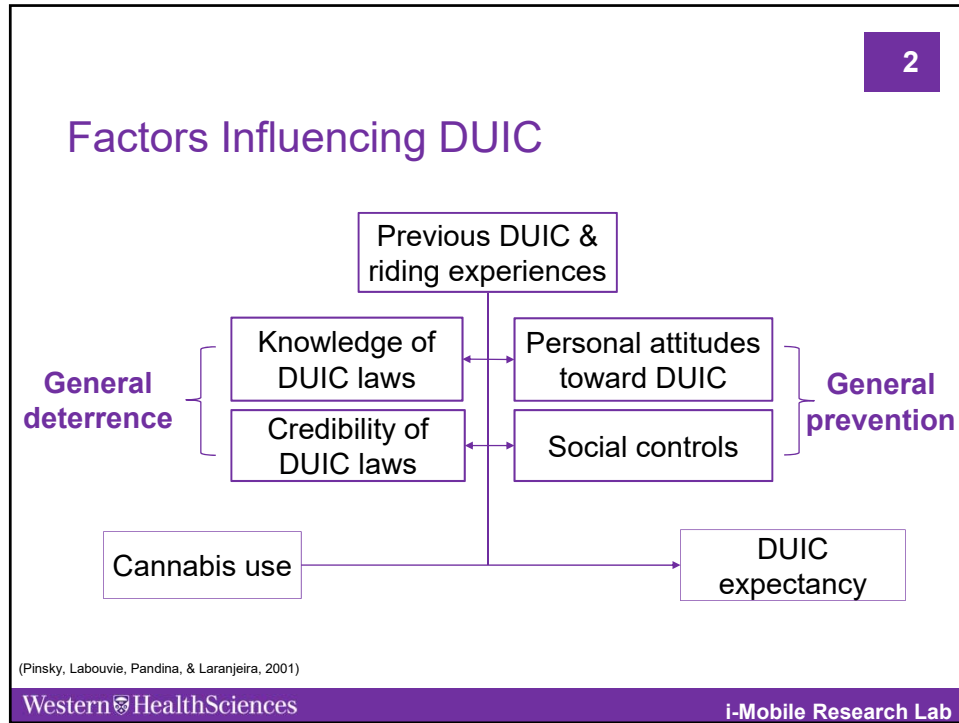 2
Factors Influencing DUIC
Previous DUIC &
riding experiences
General
deterrence
Knowledge of
DUIC laws
Credibility of
DUIC laws
Personal attitudes
toward DUIC
Social controls
General
prevention
Cannabis use
DUIC
expectancy
(Pinsky, Labouvie, Pandina, & Laranjeira, 2001)
Western HealthSciences
i-Mobile Research Lab